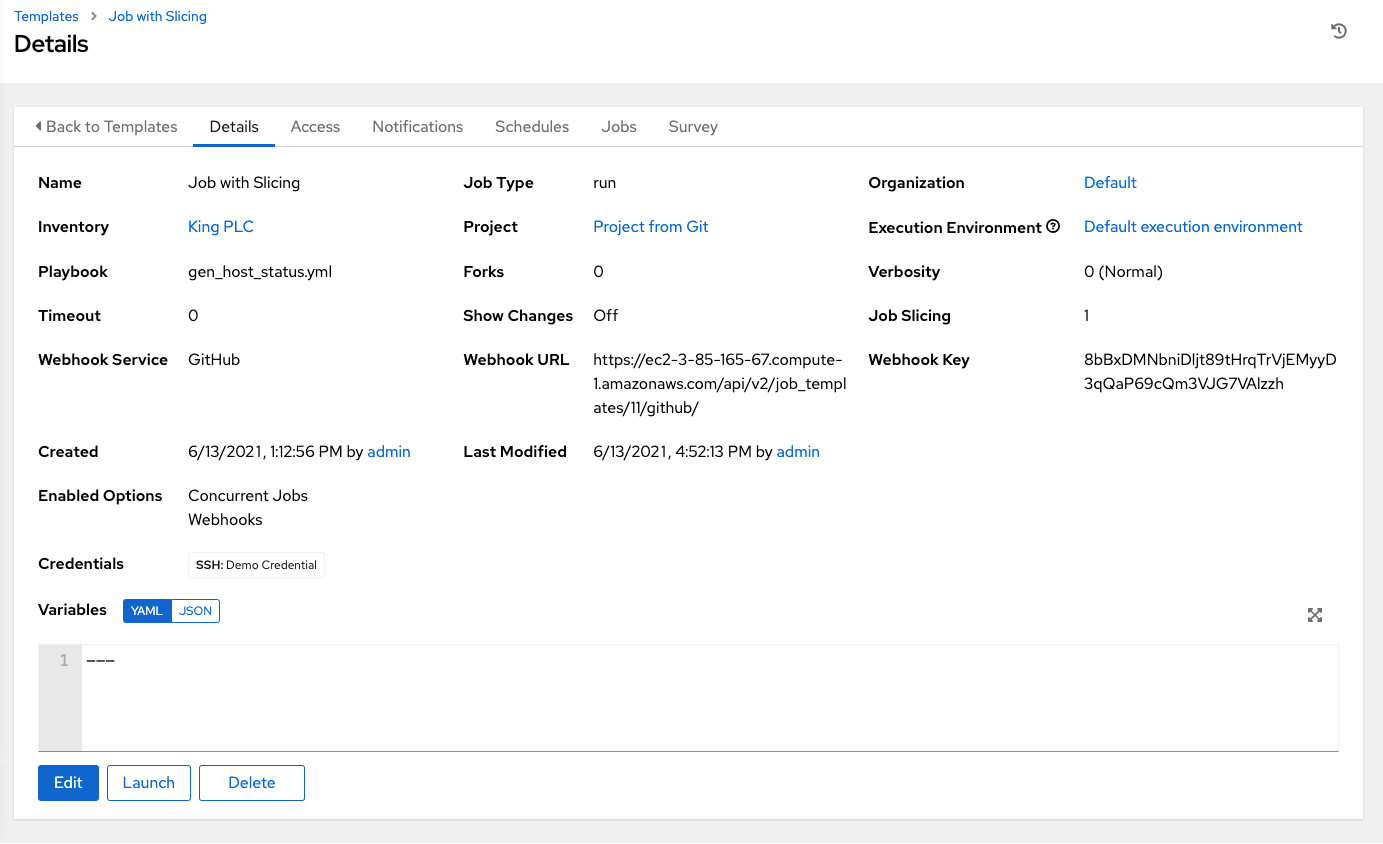 Templates > Job with Slicing
Details
Back to Templates Details Access Notifications Schedules Jobs Survey
Name Job with Slicing Job Type run Organization Default
Inventory King PLC Project Project from Git Execution Environment Default execution environment
Playbook gen_host_status.yml Forks 0 Verbosity 0 (Normal)
Timeout 0 Show Changes Off Job Slicing 1
Webhook Service GitHub Webhook URL https://ec2-3-85-165-67.compute- Webhook Key 8bBxDMNbniDljt89tHrqTrVjEMyyD
1.amazonaws.com/api/v2/job_templ 3qQaP69cQm3VJG7VAlzzh
ates/11/github/
Created 6/13/2021, 1:12:56 PM by admin Last Modified 6/13/2021, 4:52:13 PM by admin
Enabled Options Concurrent Jobs
Webhooks
Credentials SSH: Demo Credential
Variables YAML JSON
1 ---
Edit Launch Delete